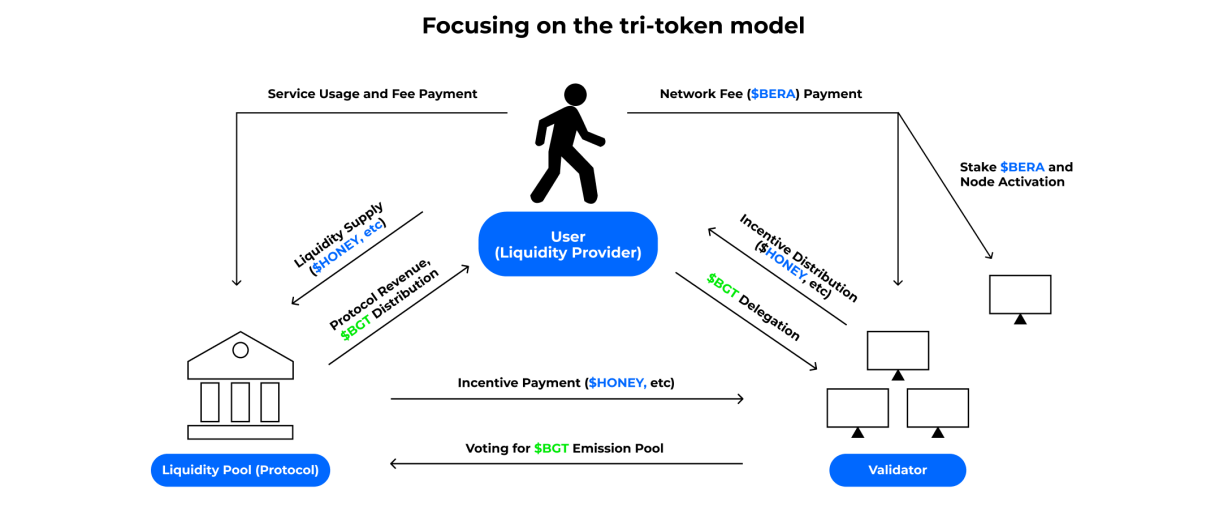 Focusing on the tri-token model
Service Usage and Fee Payment
Network Fee ($BERA) Payment
Stake $BERA and
Node Activation
Liquidity Supply
($HONEY, etc)
Protocol Revenue,
$BGT Distribution
User
(Liquidity Provider)
Incentive Distribution
($HONEY, etc)
$BGT Delegation
Incentive Payment ($HONEY, etc)
Voting for $BGT Emission Pool
Liquidity Pool (Protocol)
Validator